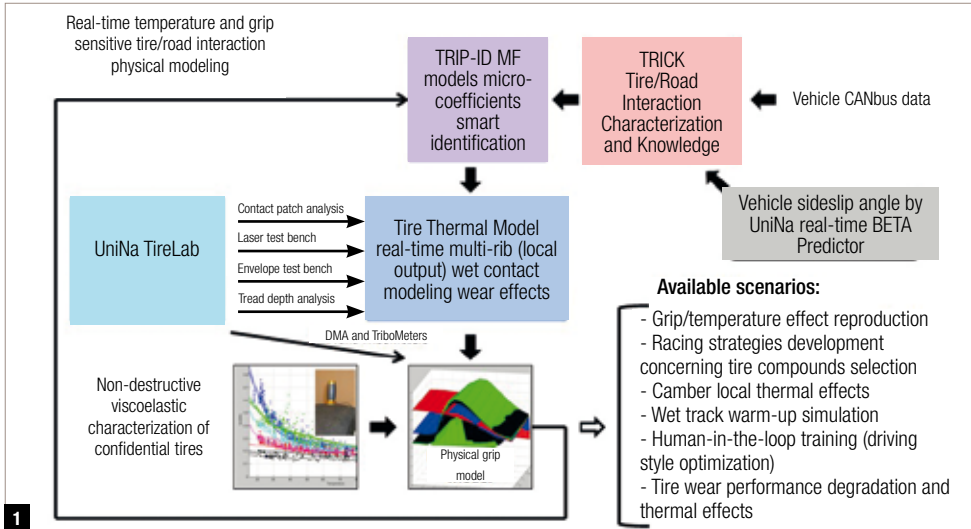 Real-time temperature and grip
sensitive tire/road interaction
physical modeling
TRIP-ID MF
models micro-
coefficients
smart
identification
TRICK
Tire/Road
Interaction
Characterization
and Knowledge
Vehicle CANbus data
Vehicle sideslip angle by
UniNa real-time BETA
Predictor
UniNa TireLab
Contact patch analysis
Laser test bench
Envelope test bench
Tread depth analysis
Tire Thermal Model
real-time multi-rib (local
output) wet contact
modeling wear effects
DMA and TriboMeters
Non-destructive
viscoelastic
characterization of
confidential tires
Physical grip
model
Available scenarios:
- Grip/temperature effect reproduction
- Racing strategies development
concerning tire compounds selection
- Camber local thermal effects
- Wet track warm-up simulation
- Human-in-the-loop training (driving
style optimization)
- Tire wear performance degradation and
thermal effects
1